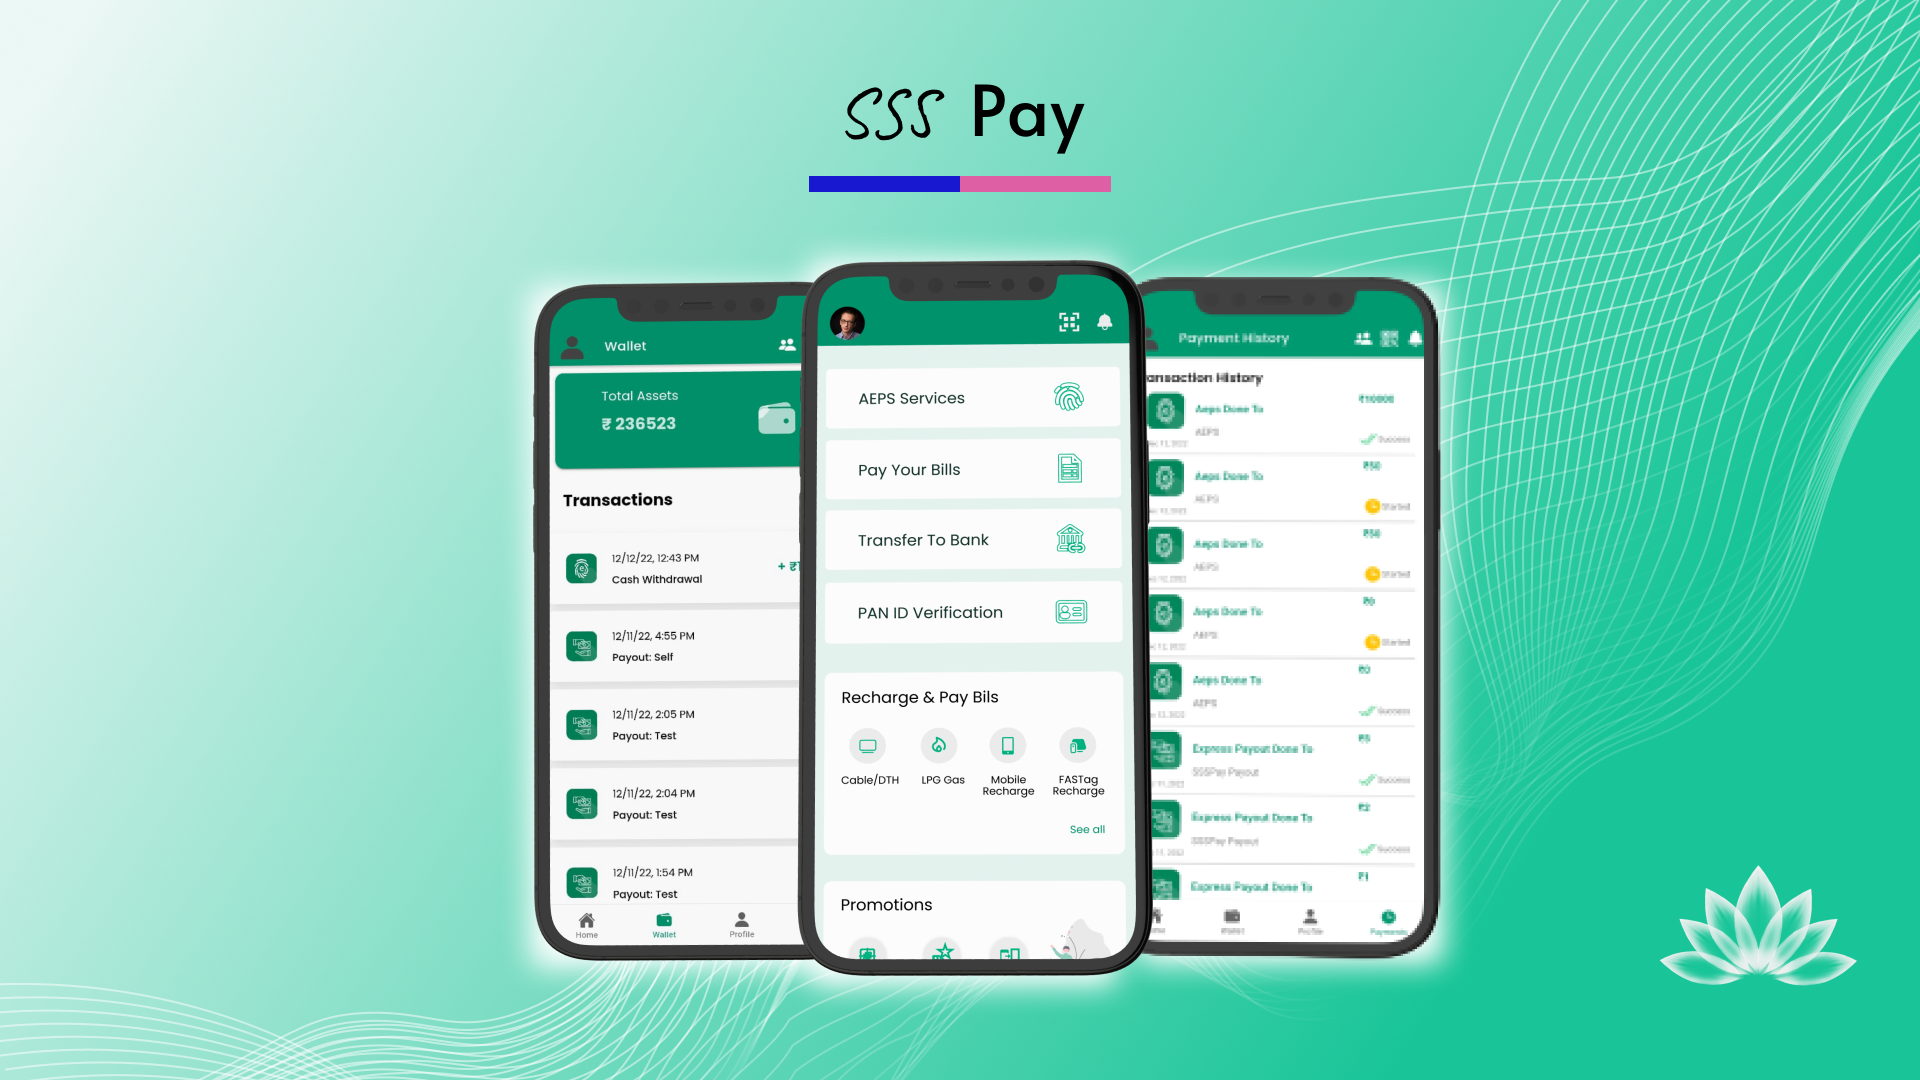 SSS Pay
Wallet
Total Assets
₹ 236523
Transactions
12/12/22, 12:43 PM
Cash Withdrawal
+ ₹1
12/11/22, 4:55 PM
Payout: Self
12/11/22, 2:05 PM
Payout: Test
12/11/22, 2:04 PM
Payout: Test
12/11/22, 1:54 PM
Payout: Test
Home
Wallet
Profile
AEPS Services
Pay Your Bills
Transfer To Bank
PAN ID Verification
Recharge & Pay Bils
Cable/DTH
LPG Gas
Mobile
Recharge
FASTag
Recharge
See all
Promotions
Payment History
History
Aeps Done To
₹10000
AEPS
Success
Aeps Done To
₹50
AEPS
Started
Aeps Done To
₹50
AEPS
Started
Aeps Done To
₹0
AEPS
Started
Aeps Done To
₹0
AEPS
Success
Express Payout Done To
SSSPay Payout
Success
Express Payout Done To
₹2
SSSPay Payout
Success
Express Payout Done To
₹1
Wallet
Profile
Payments